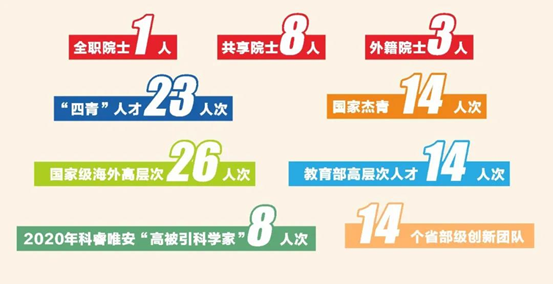 全职院士1人
共享院士8人
外籍院士3人
“四青”人才23人次
国家杰青14人次
国家级海外高层次26人次
教育部高层次人才14人次
2020年科睿唯安“高被引科学家”8人次
14个省部级创新团队